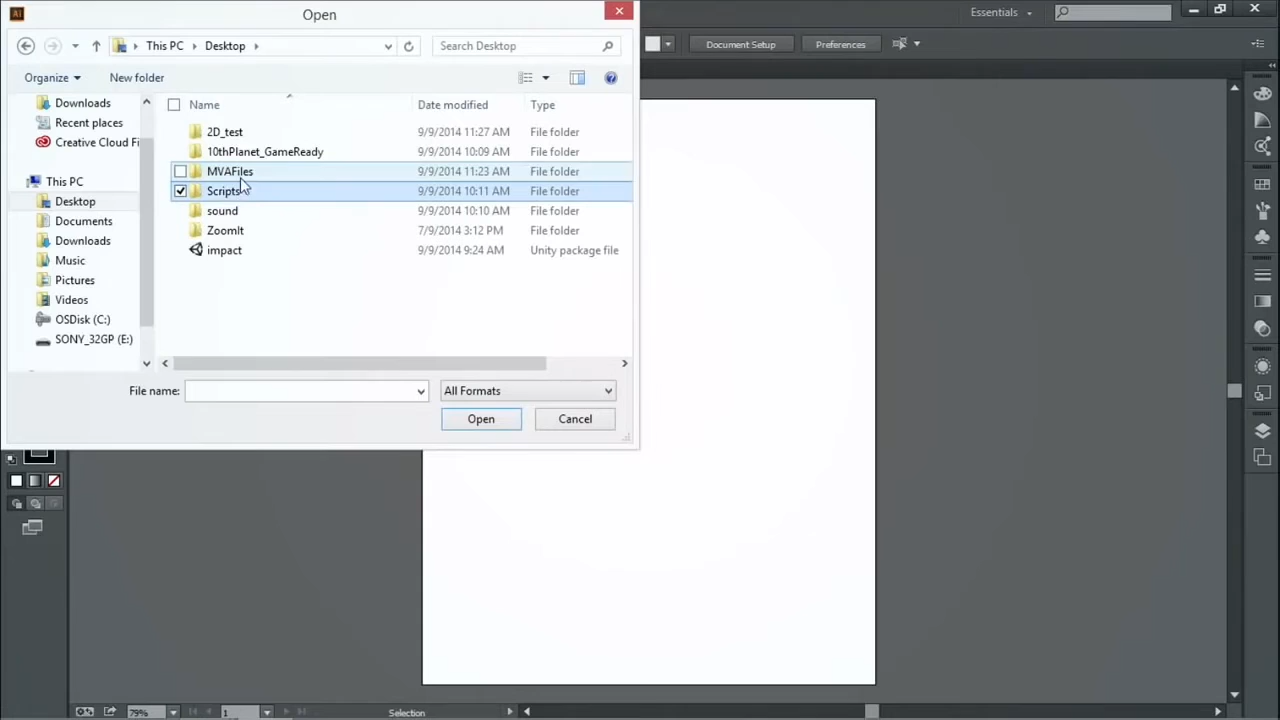 Ai Open
Essentials
This PC Desktop Search Desktop
Document Setup Preferences
Organize New folder
Downloads Name Date modified Type
Recent places
Creative Cloud Fi
2D_test 9/9/2014 11:27 AM File folder
10thPlanet_GameReady 9/9/2014 10:09 AM File folder
MVAFiles 9/9/2014 11:23 AM File folder
This PC
Scripts 9/9/2014 10:11 AM File folder
Desktop
sound 9/9/2014 10:10 AM File folder
Documents
ZoomIt 7/9/2014 3:12 PM File folder
Downloads
impact 9/9/2014 9:24 AM Unity package file
Music
Pictures
Videos
OSDisk (C:)
SONY_32GP (E:)
File name: All Formats
Open Cancel
79% 1 Selection